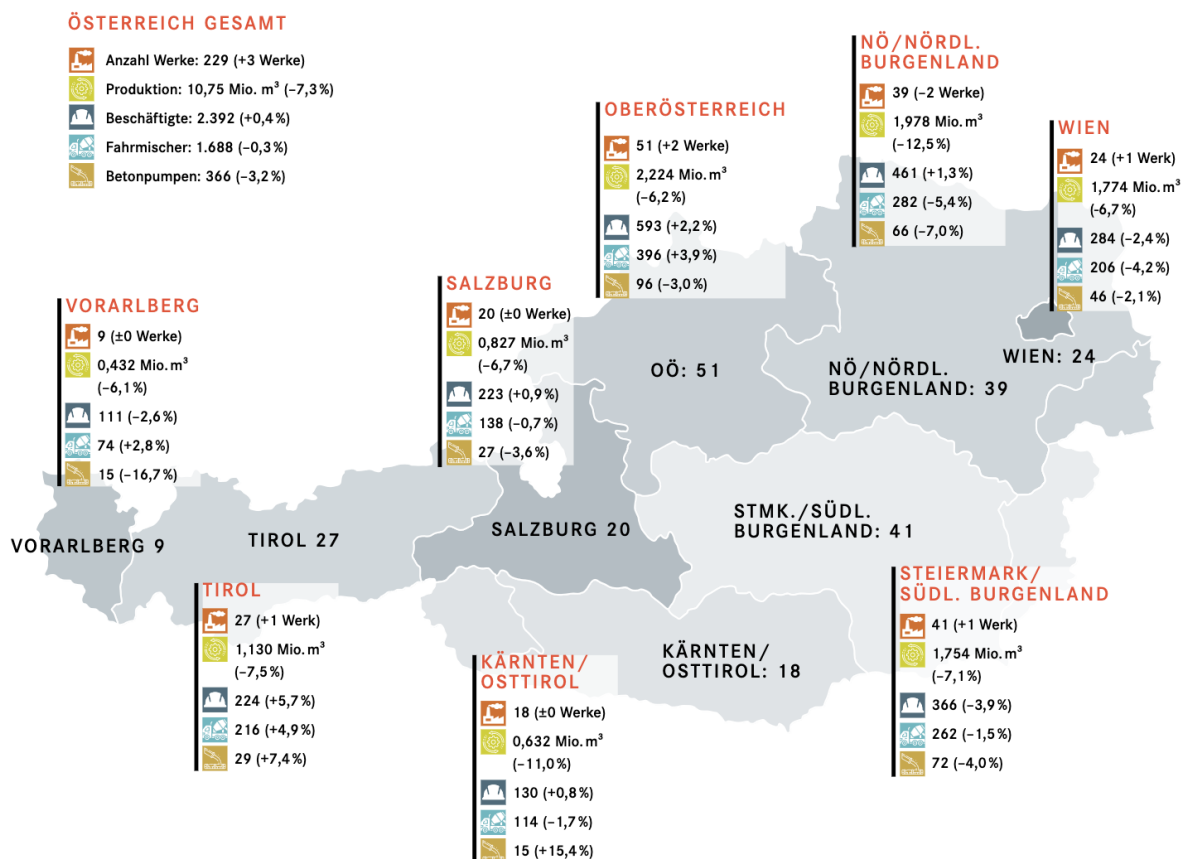 ÖSTERREICH GESAMT
Anzahl Werke: 229 (+3 Werke)
Produktion: 10,75 Mio. m³ (–7,3%)
Beschäftigte: 2.392 (+0,4%)
Fahrmischer: 1.688 (–0,3%)
Betonpumpen: 366 (–3,2%)
NÖ/NÖRDL.
BURGENLAND
39 (–2 Werke)
1,978 Mio. m³
(–12,5%)
461 (+1,3%)
282 (–5,4%)
66 (–7,0%)
OBERÖSTERREICH
51 (+2 Werke)
2,224 Mio. m³
(–6,2%)
593 (+2,2%)
396 (+3,9%)
96 (–3,0%)
WIEN
24 (+1 Werk)
1,774 Mio. m³
(–6,7%)
284 (–2,4%)
206 (–4,2%)
46 (–2,1%)
SALZBURG
20 (±0 Werke)
0,827 Mio. m³
(–6,7%)
223 (+0,9%)
138 (–0,7%)
27 (–3,6%)
VORARLBERG
9 (±0 Werke)
0,432 Mio. m³
(–6,1%)
111 (–2,6%)
74 (+2,8%)
15 (–16,7%)
OÖ: 51
NÖ/NÖRDL.
BURGENLAND: 39
WIEN: 24
VORARLBERG 9
TIROL 27
SALZBURG 20
STMK./SÜDL.
BURGENLAND: 41
KÄRNTEN/
OSTTIROL: 18
TIROL
27 (+1 Werk)
1,130 Mio. m³
(–7,5%)
224 (+5,7%)
216 (+4,9%)
29 (+7,4%)
KÄRNTEN/
OSTTIROL
18 (±0 Werke)
0,632 Mio. m³
(–11,0%)
130 (+0,8%)
114 (–1,7%)
15 (+15,4%)
STEIERMARK/
SÜDL. BURGENLAND
41 (+1 Werk)
1,754 Mio. m³
(–7,1%)
366 (–3,9%)
262 (–1,5%)
72 (–4,0%)